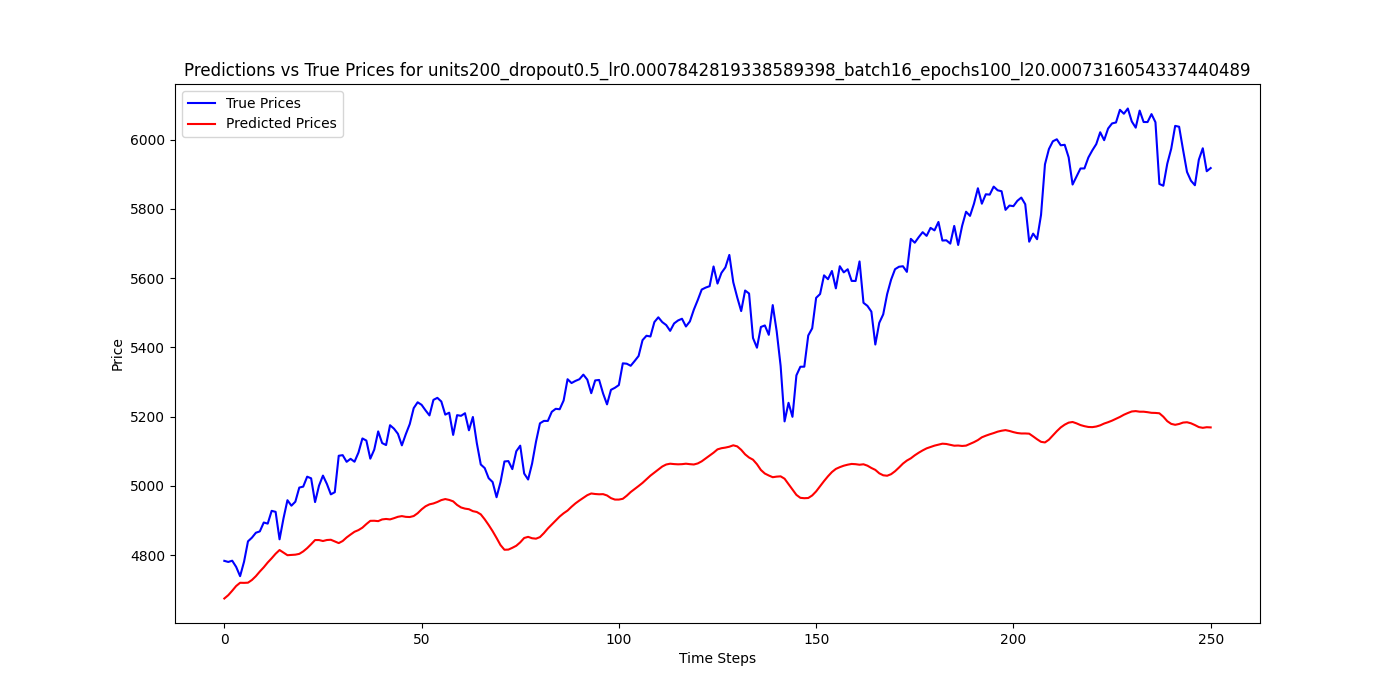 Predictions vs True Prices for units200_dropout0.5_lr0.0007842819338589398_batch16_epochs100_l20.0007316054337440489
True Prices
Predicted Prices
6000
5800
5600
5400
5200
5000
4800
Price
0 50 100 150 200 250
Time Steps